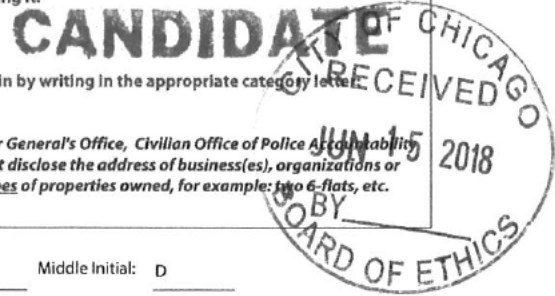 CANDIDATE
in by writing in the appropriate category letter.
General's Office, Civilian Office of Police Accountability
disclose the address of business(es), organizations or
of properties owned, for example: two 6-flats, etc.
Middle Initial: D
CITY OF CHICAGO
RECEIVED
JUN 15 2018
BY
BOARD OF ETHICS